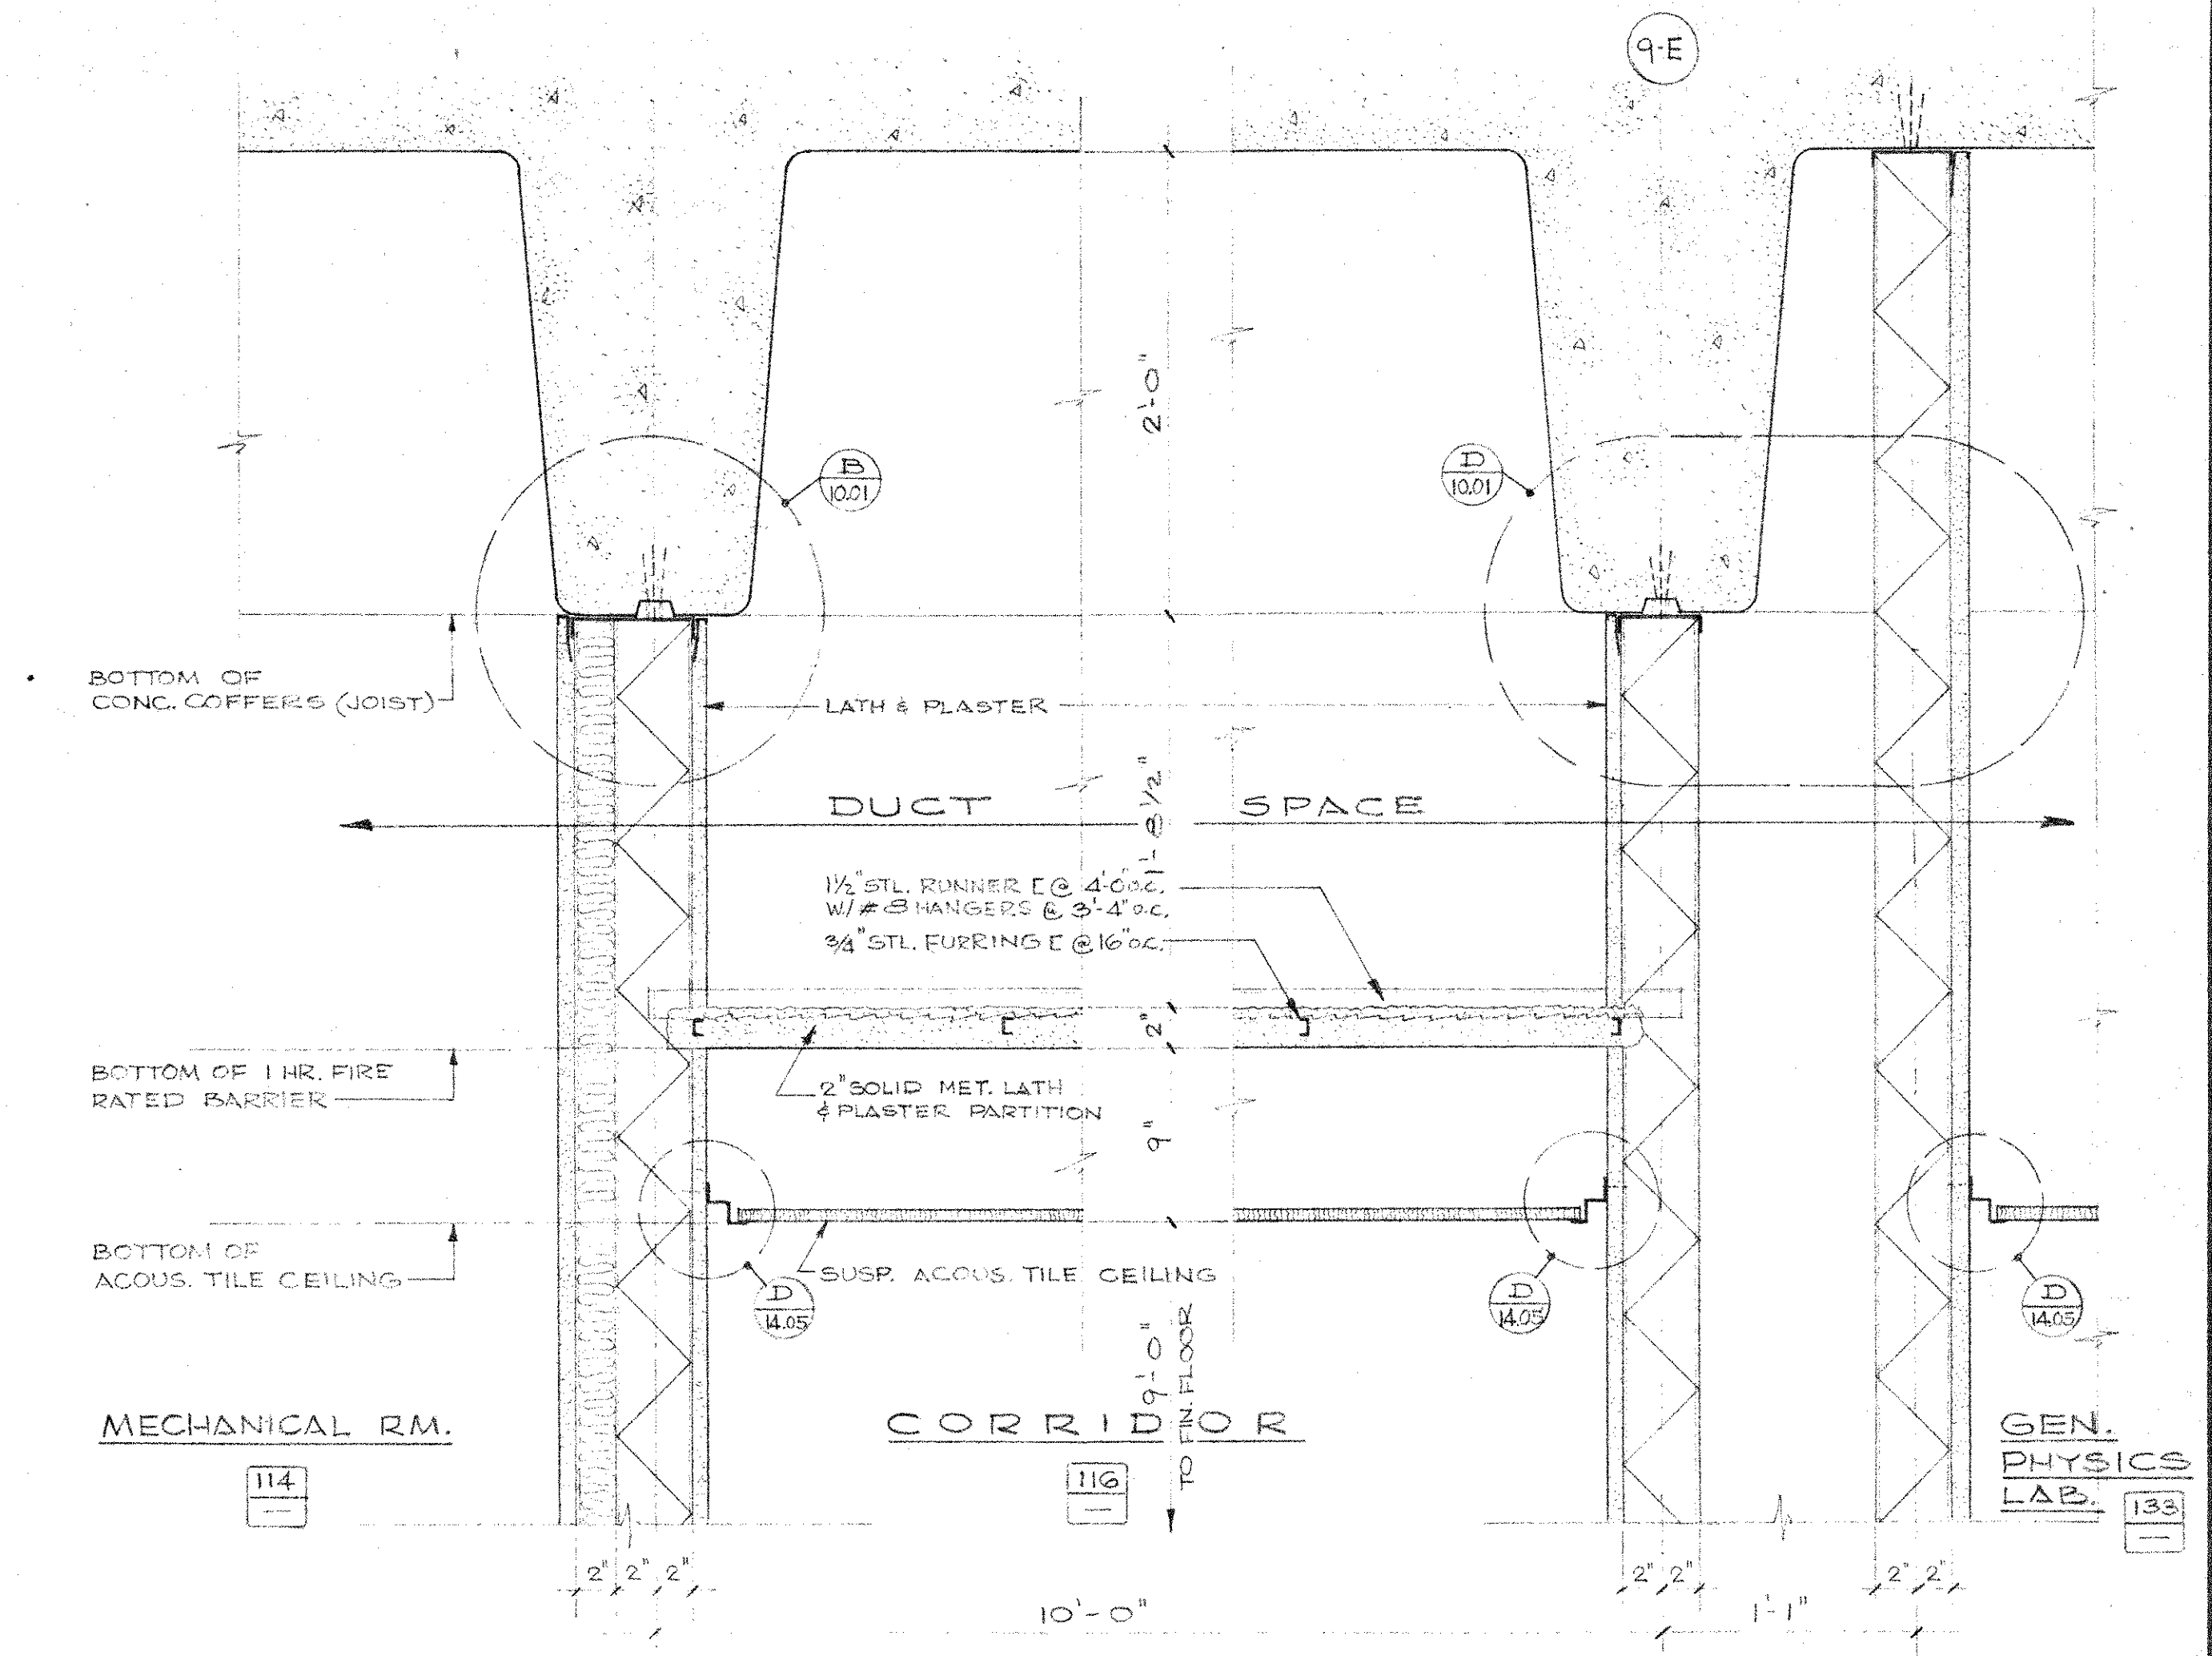 9-E
2'-0"
B
10.01
D
10.01
BOTTOM OF
CONC. COFFERS (JOIST)
LATH & PLASTER
DUCT SPACE
1'-8 1/2"
1 1/2" STL. RUNNER [ @ 4'-0" o.c.
W/ #8 HANGERS @ 3'-4" o.c.
3/4" STL. FURRING [ @ 16" o.c.
2"
BOTTOM OF 1 HR. FIRE
RATED BARRIER
2" SOLID MET. LATH
& PLASTER PARTITION
9"
BOTTOM OF
ACOUS. TILE CEILING
SUSP. ACOUS. TILE CEILING
D
14.05
D
14.05
D
14.05
9'-0"
TO FIN. FLOOR
MECHANICAL RM.
114
CORRIDOR
116
GEN.
PHYSICS
LAB.
133
2" 2" 2"
2" 2"
2" 2"
10'-0"
1'-1"